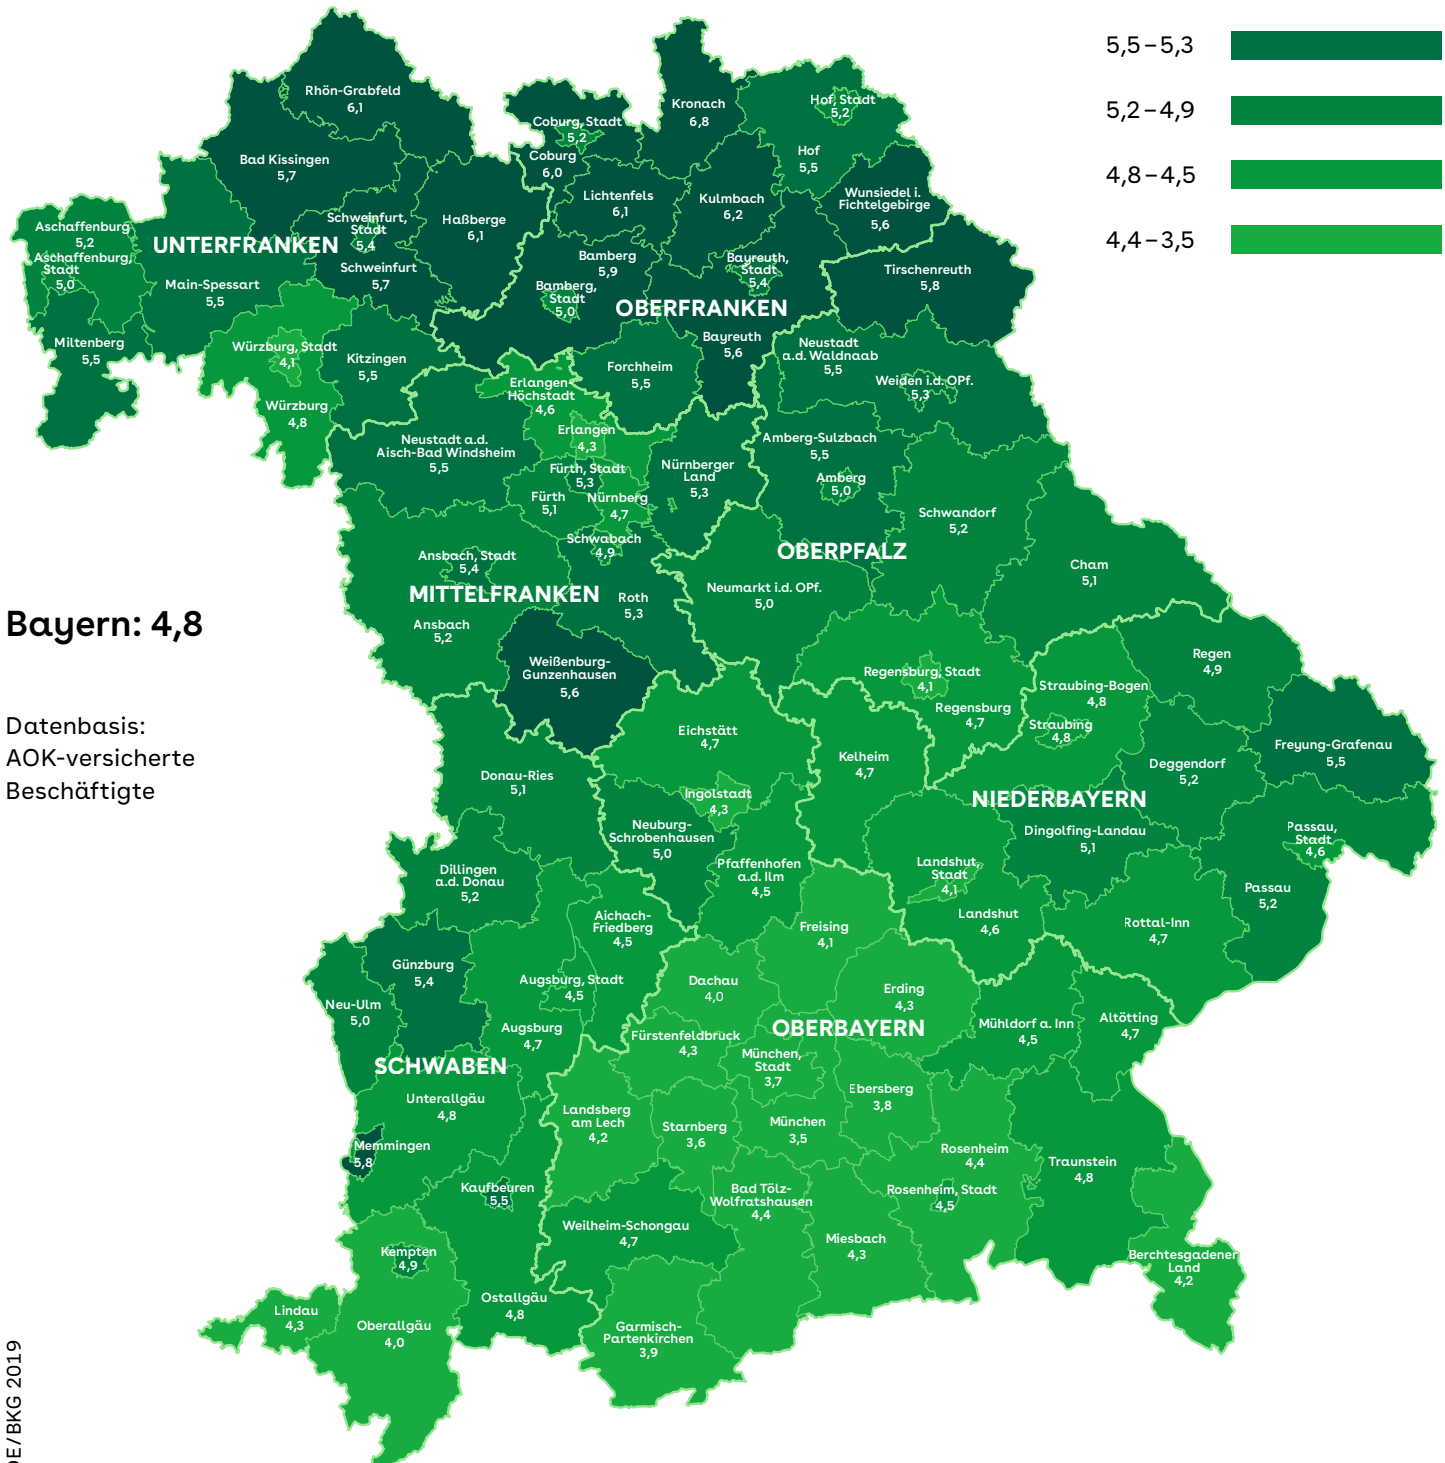 5,5–5,3
5,2–4,9
4,8–4,5
4,4–3,5
Rhön-Grabfeld
6,1
Bad Kissingen
5,7
Schweinfurt,
Stadt
5,4
Haßberge
6,1
Schweinfurt
5,7
Aschaffenburg
5,2
Aschaffenburg,
Stadt
5,0
UNTERFRANKEN
Main-Spessart
5,5
Miltenberg
5,5
Würzburg, Stadt
4,1
Würzburg
4,8
Kitzingen
5,5
Coburg, Stadt
5,2
Coburg
6,0
Kronach
6,8
Hof, Stadt
5,2
Hof
5,5
Lichtenfels
6,1
Kulmbach
6,2
Wunsiedel i.
Fichtelgebirge
5,6
Bamberg
5,9
Bamberg,
Stadt
5,0
Bayreuth,
Stadt
5,4
OBERFRANKEN
Bayreuth
5,6
Forchheim
5,5
Tirschenreuth
5,8
Neustadt
a.d. Waldnaab
5,5
Weiden i.d. OPf.
5,3
Amberg-Sulzbach
5,5
Amberg
5,0
Schwandorf
5,2
OBERPFALZ
Cham
5,1
Neumarkt i.d. OPf.
5,0
Regensburg, Stadt
4,1
Regensburg
4,7
Erlangen-
Höchstadt
4,6
Erlangen
4,3
Neustadt a.d.
Aisch-Bad Windsheim
5,5
Fürth, Stadt
5,3
Fürth
5,1
Nürnberg
4,7
Nürnberger
Land
5,3
Schwabach
4,9
Ansbach, Stadt
5,4
MITTELFRANKEN
Ansbach
5,2
Roth
5,3
Weißenburg-
Gunzenhausen
5,6
Bayern: 4,8
Datenbasis:
AOK-versicherte
Beschäftigte
Regen
4,9
Straubing-Bogen
4,8
Straubing
4,8
Freyung-Grafenau
5,5
Deggendorf
5,2
Kelheim
4,7
NIEDERBAYERN
Dingolfing-Landau
5,1
Passau,
Stadt
4,6
Passau
5,2
Landshut,
Stadt
4,1
Landshut
4,6
Rottal-Inn
4,7
Donau-Ries
5,1
Dillingen
a.d. Donau
5,2
Günzburg
5,4
Neu-Ulm
5,0
Aichach-
Friedberg
4,5
Augsburg, Stadt
4,5
Augsburg
4,7
SCHWABEN
Unterallgäu
4,8
Memmingen
5,8
Kaufbeuren
5,5
Kempten
4,9
Ostallgäu
4,8
Lindau
4,3
Oberallgäu
4,0
Eichstätt
4,7
Ingolstadt
4,3
Neuburg-
Schrobenhausen
5,0
Pfaffenhofen
a.d. Ilm
4,5
Freising
4,1
Dachau
4,0
Erding
4,3
OBERBAYERN
Mühldorf a. Inn
4,5
Altötting
4,7
Fürstenfeldbruck
4,3
München,
Stadt
3,7
Ebersberg
3,8
Landsberg
am Lech
4,2
Starnberg
3,6
München
3,5
Rosenheim
4,4
Rosenheim, Stadt
4,5
Traunstein
4,8
Bad Tölz-
Wolfratshausen
4,4
Weilheim-Schongau
4,7
Miesbach
4,3
Berchtesgadener
Land
4,2
Garmisch-
Partenkirchen
3,9
DE/BKG 2019